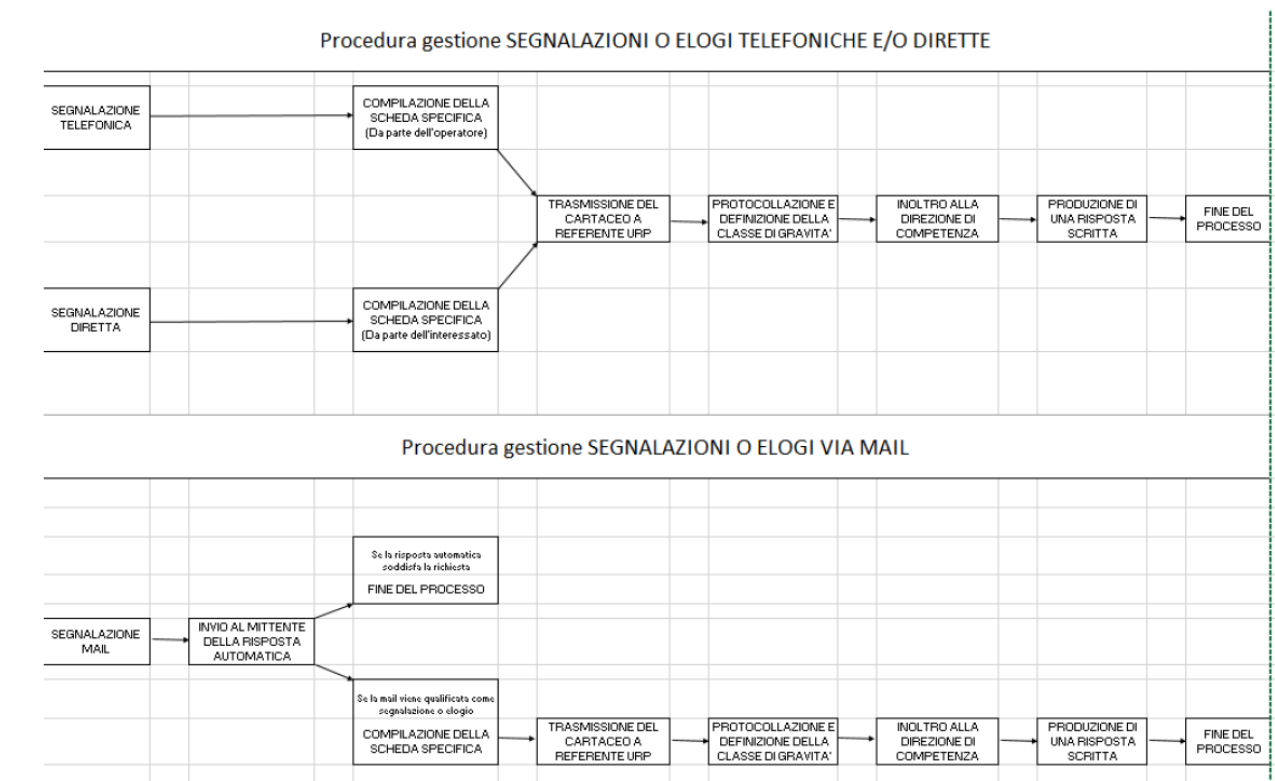 Procedura gestione SEGNALAZIONI O ELOGI TELEFONICHE E/O DIRETTE
SEGNALAZIONE
TELEFONICA
COMPILAZIONE DELLA
SCHEDA SPECIFICA
(Da parte dell'operatore)
TRASMISSIONE DEL
CARTACEO A
REFERENTE URP
PROTOCOLLAZIONE E
DEFINIZIONE DELLA
CLASSE DI GRAVITA'
INOLTRO ALLA
DIREZIONE DI
COMPETENZA
PRODUZIONE DI
UNA RISPOSTA
SCRITTA
FINE DEL
PROCESSO
SEGNALAZIONE
DIRETTA
COMPILAZIONE DELLA
SCHEDA SPECIFICA
(Da parte dell'interessato)
Procedura gestione SEGNALAZIONI O ELOGI VIA MAIL
Se la risposta automatica
soddisfa la richiesta
FINE DEL PROCESSO
SEGNALAZIONE
MAIL
INVIO AL MITTENTE
DELLA RISPOSTA
AUTOMATICA
Se la mail viene qualificata come
segnalazione o elogio
COMPILAZIONE DELLA
SCHEDA SPECIFICA
TRASMISSIONE DEL
CARTACEO A
REFERENTE URP
PROTOCOLLAZIONE E
DEFINIZIONE DELLA
CLASSE DI GRAVITA'
INOLTRO ALLA
DIREZIONE DI
COMPETENZA
PRODUZIONE DI
UNA RISPOSTA
SCRITTA
FINE DEL
PROCESSO